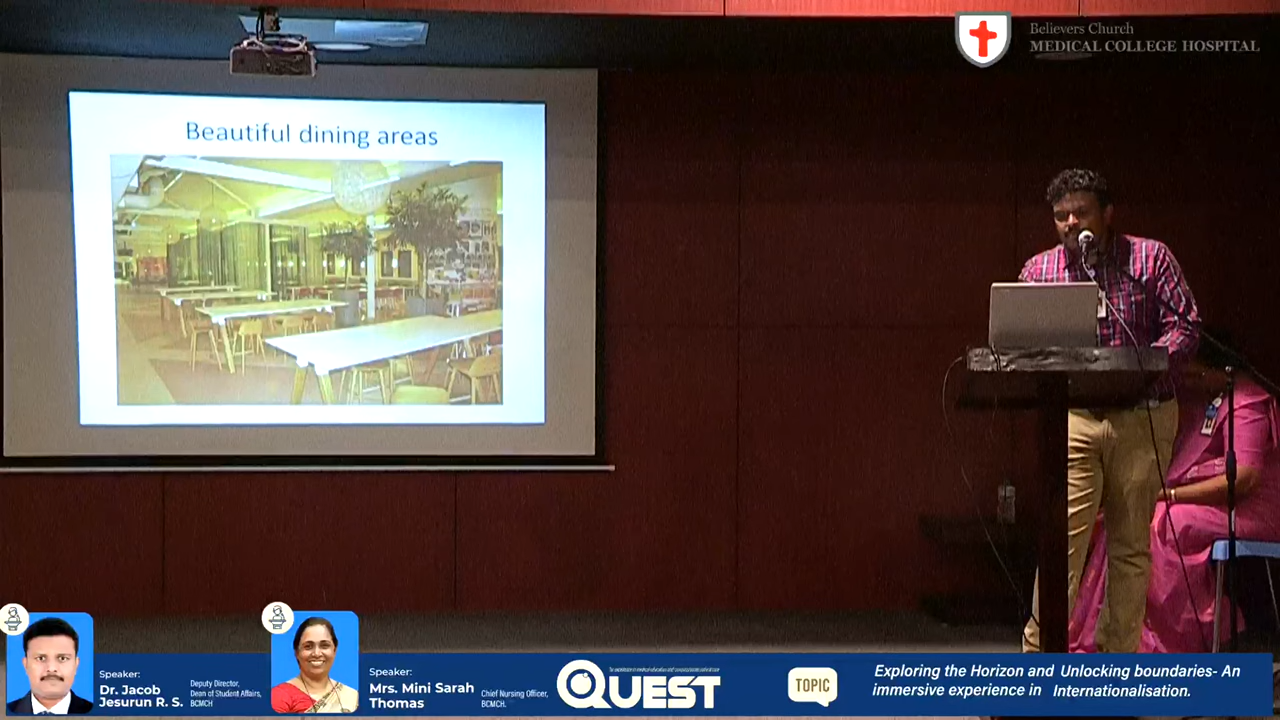 Believers Church
MEDICAL COLLEGE HOSPITAL
Beautiful dining areas
Speaker:
Dr. Jacob
Jesurun R. S.
Deputy Director,
Dean of Student Affairs,
BCMCH
Speaker:
Mrs. Mini Sarah
Thomas
Chief Nursing Officer,
BCMCH.
QUEST
TOPIC
Exploring the Horizon and Unlocking boundaries- An
immersive experience in Internationalisation.